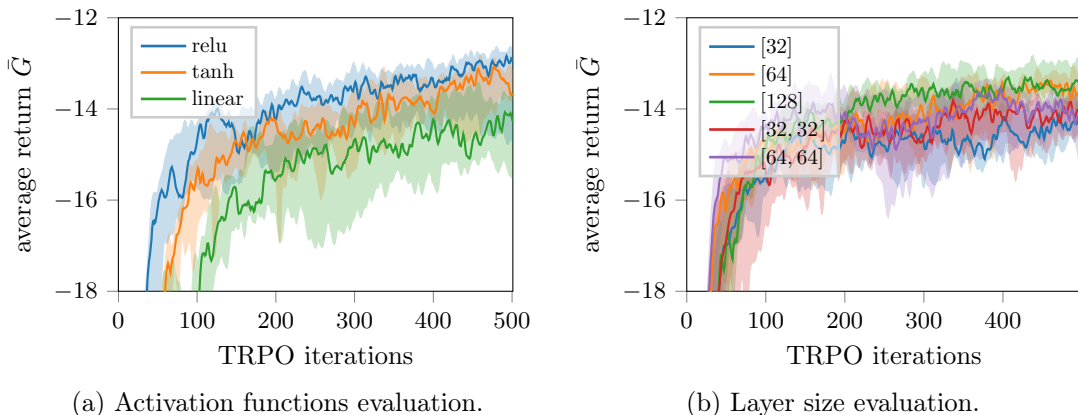 −12
−14
−16
−18
average return Ḡ
relu
tanh
linear
0
100
200
300
400
500
TRPO iterations
(a) Activation functions evaluation.
−12
−14
−16
−18
average return Ḡ
[32]
[64]
[128]
[32, 32]
[64, 64]
0
100
200
300
400
TRPO iterations
(b) Layer size evaluation.